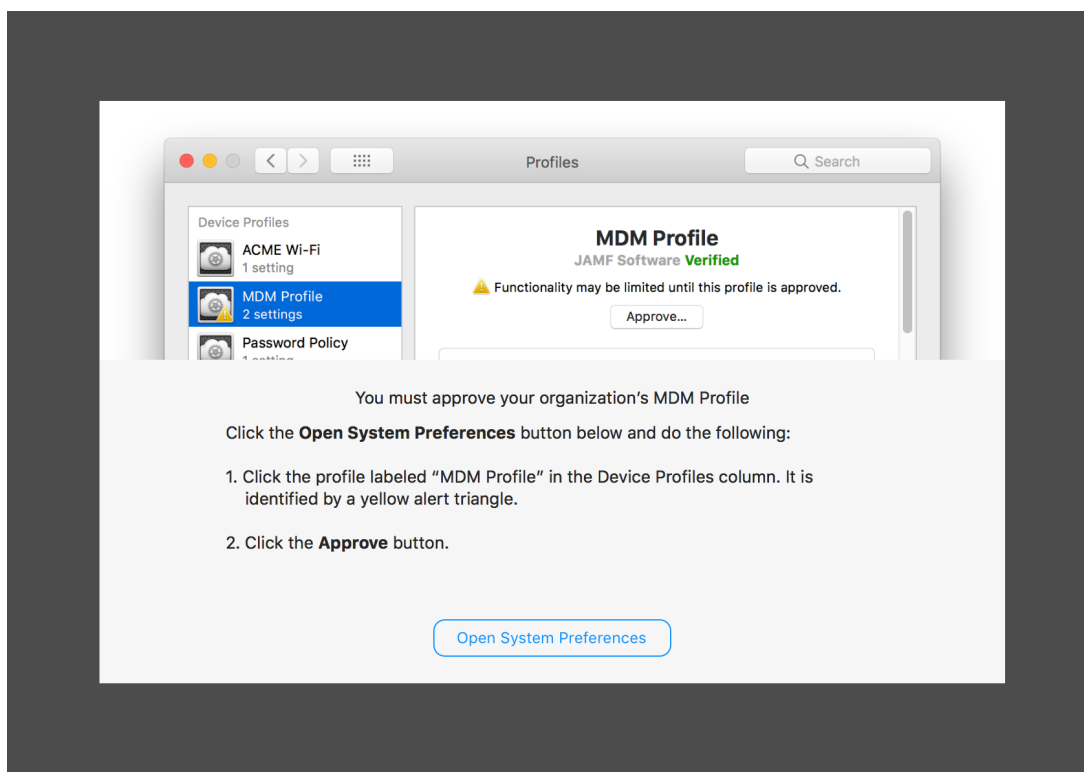 Profiles
Search
Device Profiles
ACME Wi-Fi
1 setting
MDM Profile
2 settings
Password Policy
MDM Profile
JAMF Software Verified
Functionality may be limited until this profile is approved.
Approve...
You must approve your organization’s MDM Profile
Click the Open System Preferences button below and do the following:
1. Click the profile labeled “MDM Profile” in the Device Profiles column. It is
identified by a yellow alert triangle.
2. Click the Approve button.
Open System Preferences